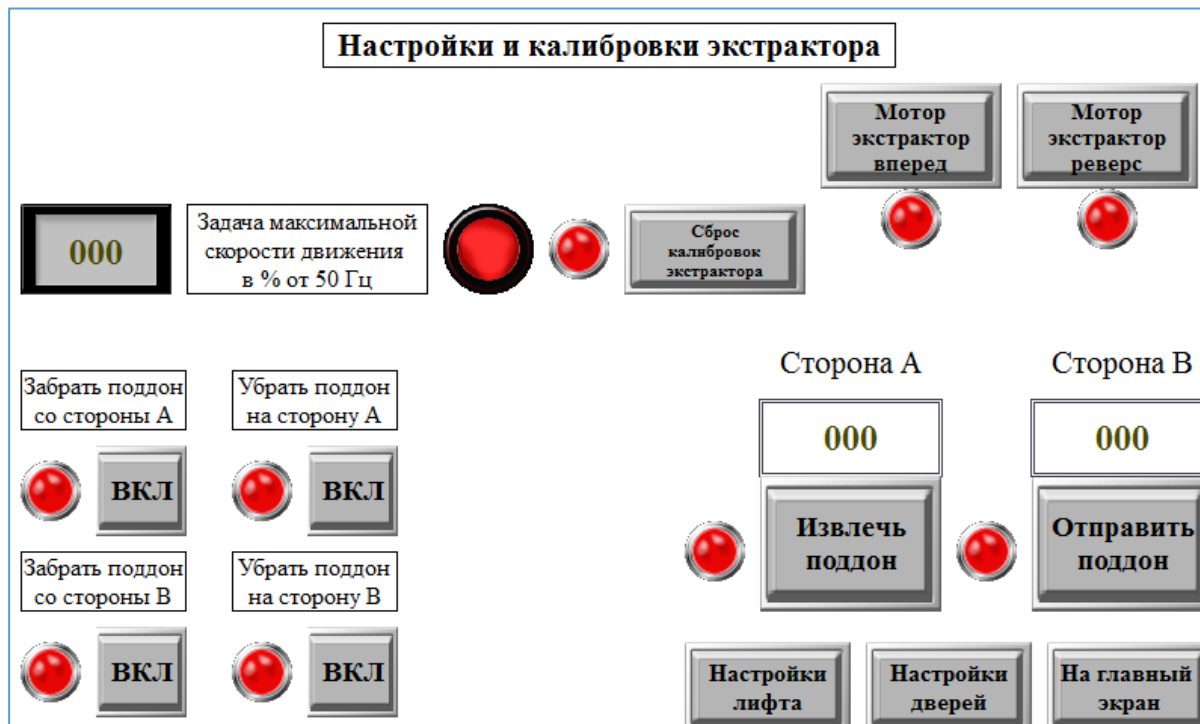 Настройки и калибровки экстрактора
Мотор
экстрактор
вперед
Мотор
экстрактор
реверс
000
Задача максимальной
скорости движения
в % от 50 Гц
Сброс
калибровок
экстрактора
Сторона А
Сторона В
000
000
Забрать поддон
со стороны А
Убрать поддон
на сторону А
ВКЛ
ВКЛ
Извлечь
поддон
Отправить
поддон
Забрать поддон
со стороны В
Убрать поддон
на сторону В
ВКЛ
ВКЛ
Настройки
лифта
Настройки
дверей
На главный
экран